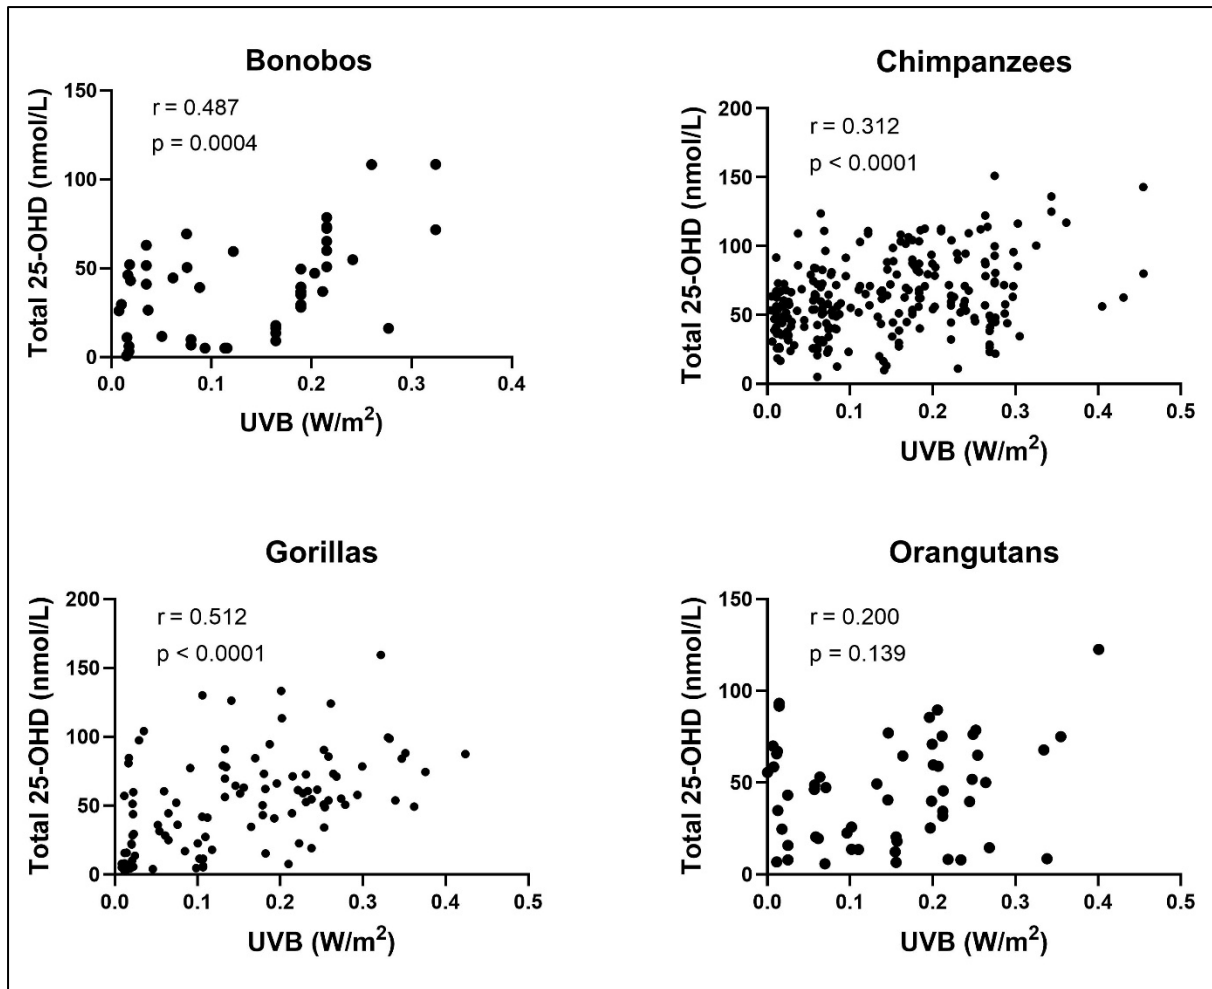 Bonobos
r = 0.487
p = 0.0004
Total 25-OHD (nmol/L)
150
100
50
0
0.0 0.1 0.2 0.3 0.4
UVB (W/m²)
Chimpanzees
r = 0.312
p < 0.0001
Total 25-OHD (nmol/L)
200
150
100
50
0
0.0 0.1 0.2 0.3 0.4 0.5
UVB (W/m²)
Gorillas
r = 0.512
p < 0.0001
Total 25-OHD (nmol/L)
200
150
100
50
0
0.0 0.1 0.2 0.3 0.4 0.5
UVB (W/m²)
Orangutans
r = 0.200
p = 0.139
Total 25-OHD (nmol/L)
150
100
50
0
0.0 0.1 0.2 0.3 0.4 0.5
UVB (W/m²)